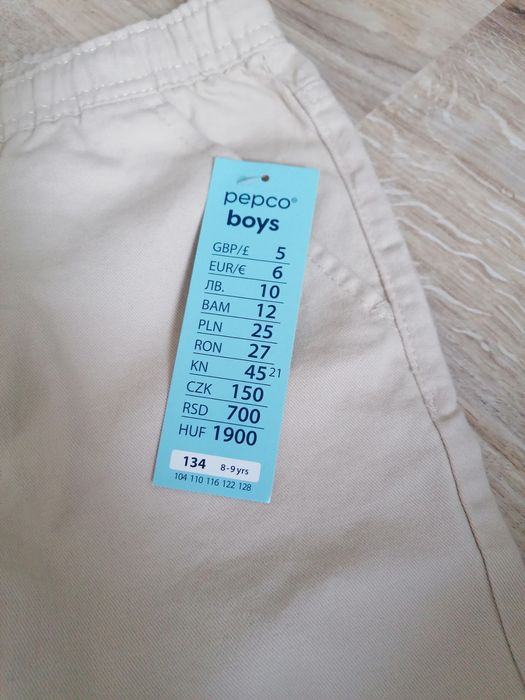 pepco®
boys
GBP/£ 5
EUR/€ 6
ЛВ. 10
BAM 12
PLN 25
RON 27
KN 45 21
CZK 150
RSD 700
HUF 1900
134 8-9 yrs
104 110 116 122 128